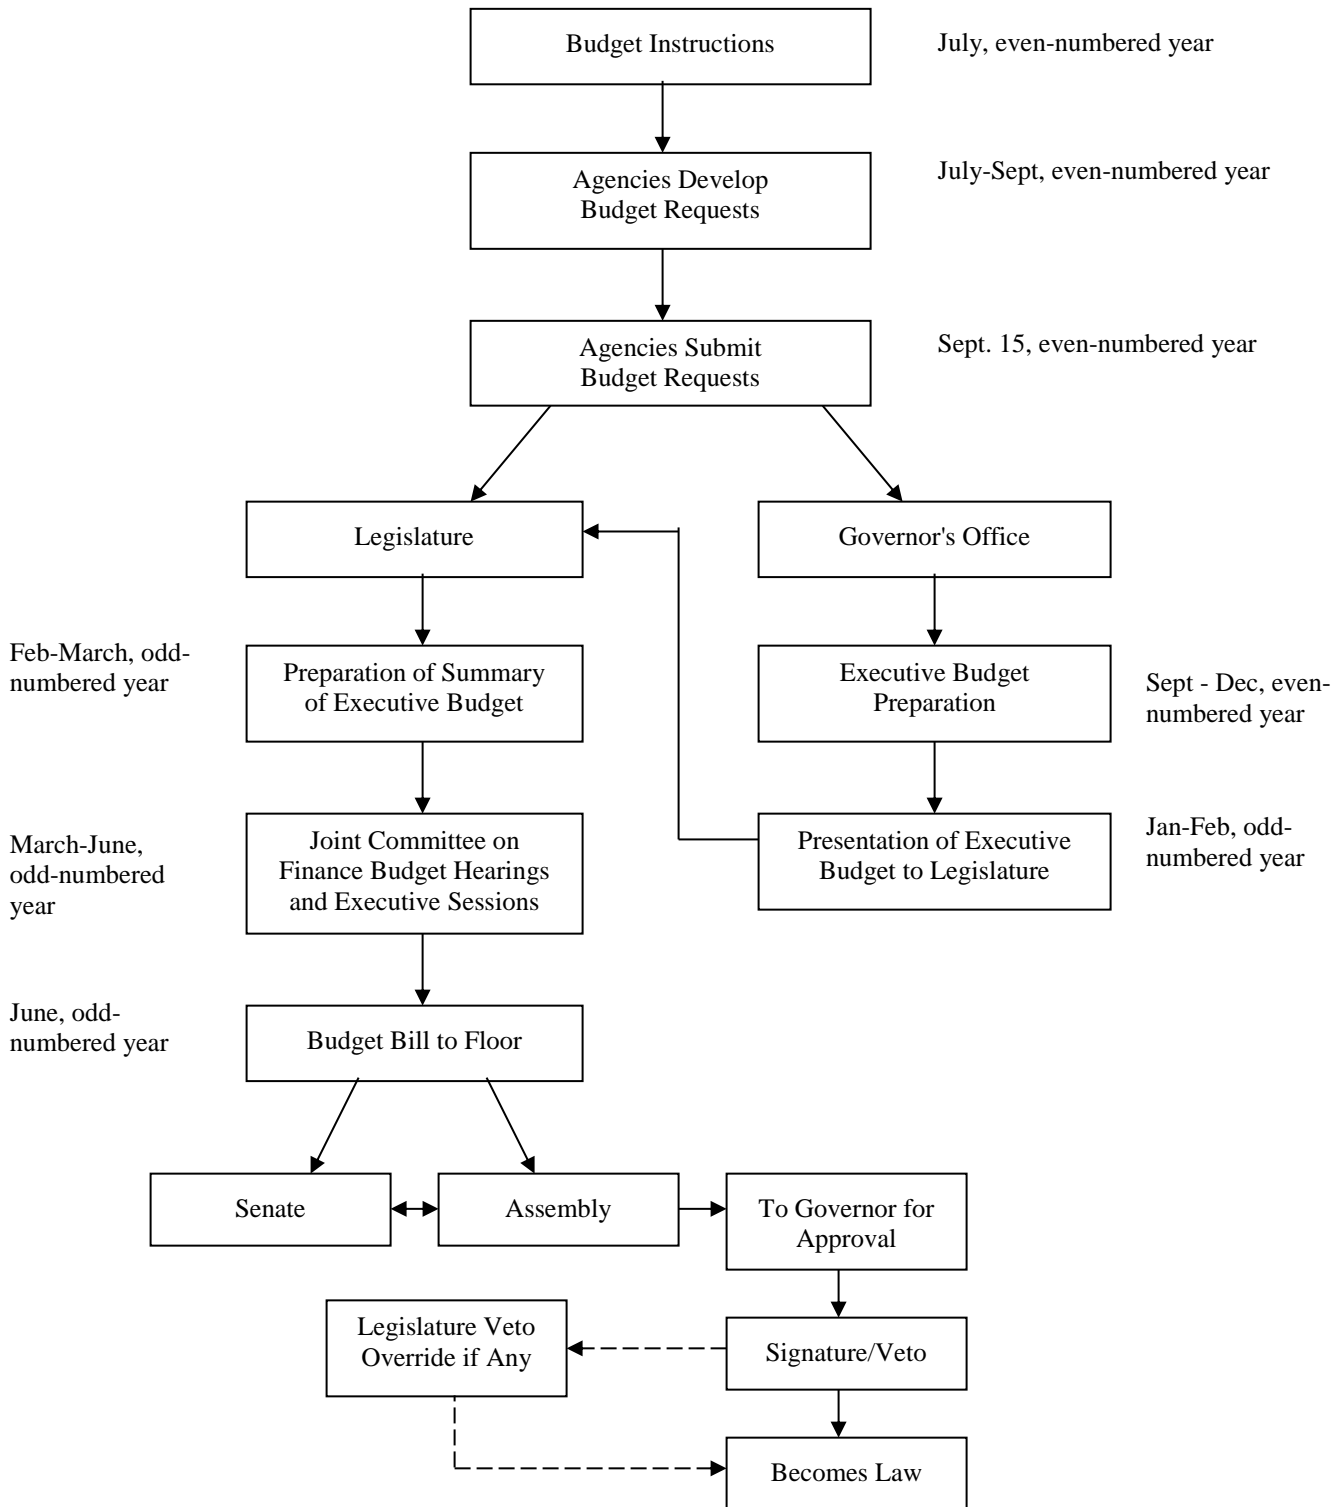 Budget Instructions
July, even-numbered year
Agencies Develop
Budget Requests
July-Sept, even-numbered year
Agencies Submit
Budget Requests
Sept. 15, even-numbered year
Legislature
Governor's Office
Feb-March, odd-
numbered year
Preparation of Summary
of Executive Budget
Executive Budget
Preparation
Sept - Dec, even-
numbered year
March-June,
odd-numbered
year
Joint Committee on
Finance Budget Hearings
and Executive Sessions
Presentation of Executive
Budget to Legislature
Jan-Feb, odd-
numbered year
June, odd-
numbered year
Budget Bill to Floor
Senate
Assembly
To Governor for
Approval
Legislature Veto
Override if Any
Signature/Veto
Becomes Law